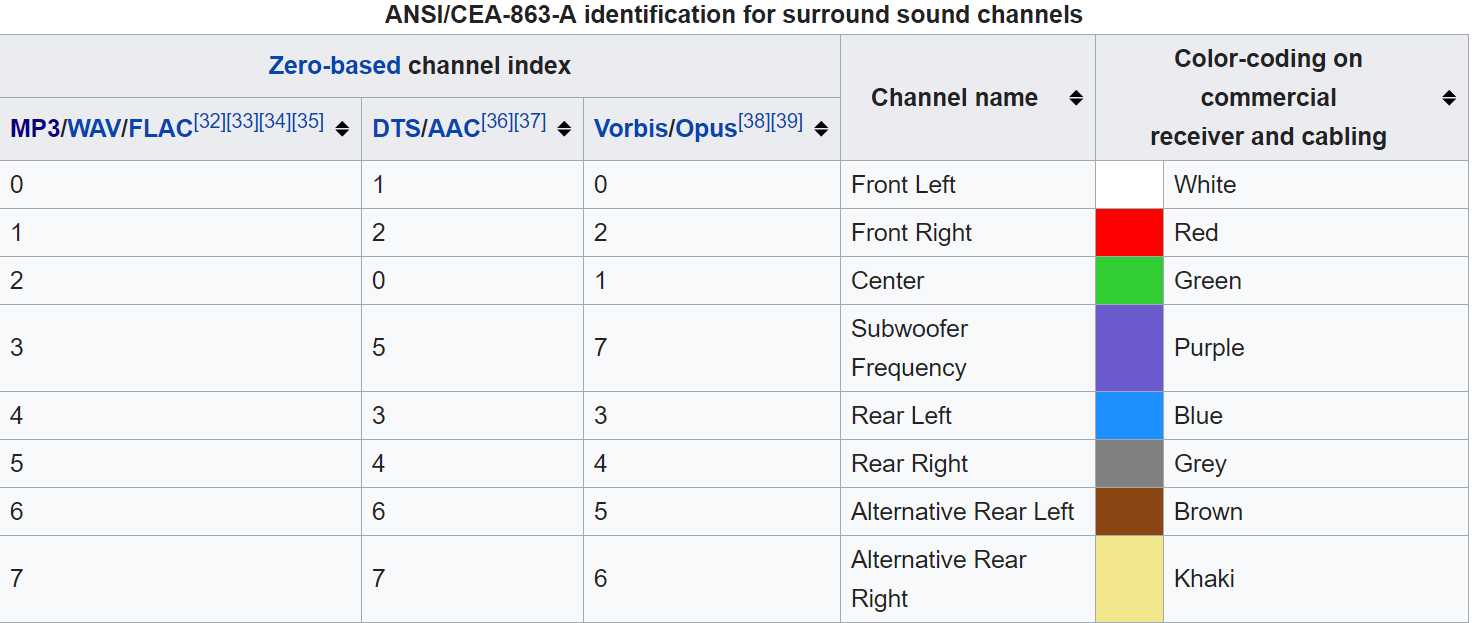 ANSI/CEA-863-A identification for surround sound channels
Zero-based channel index
Channel name
Color-coding on
commercial
receiver and cabling
MP3/WAV/FLAC[32][33][34][35]
DTS/AAC[36][37]
Vorbis/Opus[38][39]
0 1 0 Front Left White
1 2 2 Front Right Red
2 0 1 Center Green
3 5 7 Subwoofer
Frequency Purple
4 3 3 Rear Left Blue
5 4 4 Rear Right Grey
6 6 5 Alternative Rear Left Brown
7 7 6 Alternative Rear
Right Khaki